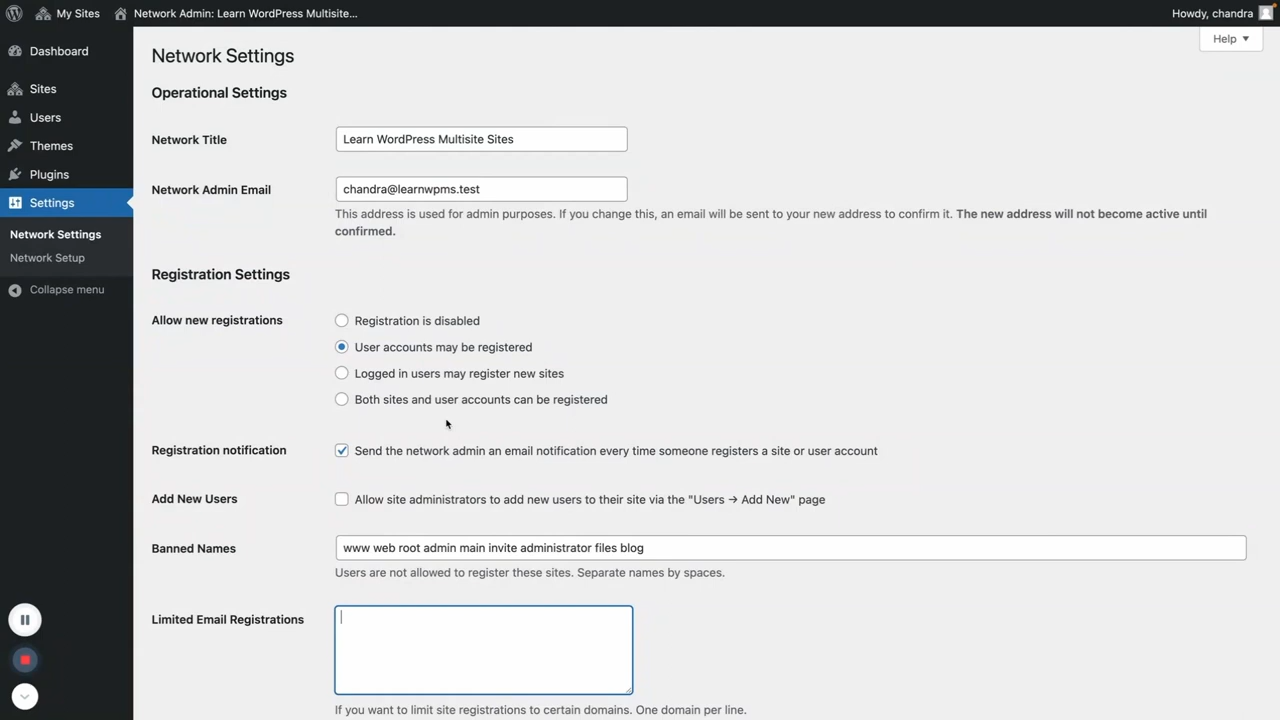 My Sites Network Admin: Learn WordPress Multisite… Howdy, chandra
Help
Dashboard
Sites
Users
Themes
Plugins
Settings
Network Settings
Network Setup
Collapse menu
Network Settings
Operational Settings
Network Title Learn WordPress Multisite Sites
Network Admin Email chandra@learnwpms.test
This address is used for admin purposes. If you change this, an email will be sent to your new address to confirm it. The new address will not become active until
confirmed.
Registration Settings
Allow new registrations Registration is disabled
User accounts may be registered
Logged in users may register new sites
Both sites and user accounts can be registered
Registration notification Send the network admin an email notification every time someone registers a site or user account
Add New Users Allow site administrators to add new users to their site via the "Users → Add New" page
Banned Names www web root admin main invite administrator files blog
Users are not allowed to register these sites. Separate names by spaces.
Limited Email Registrations
If you want to limit site registrations to certain domains. One domain per line.